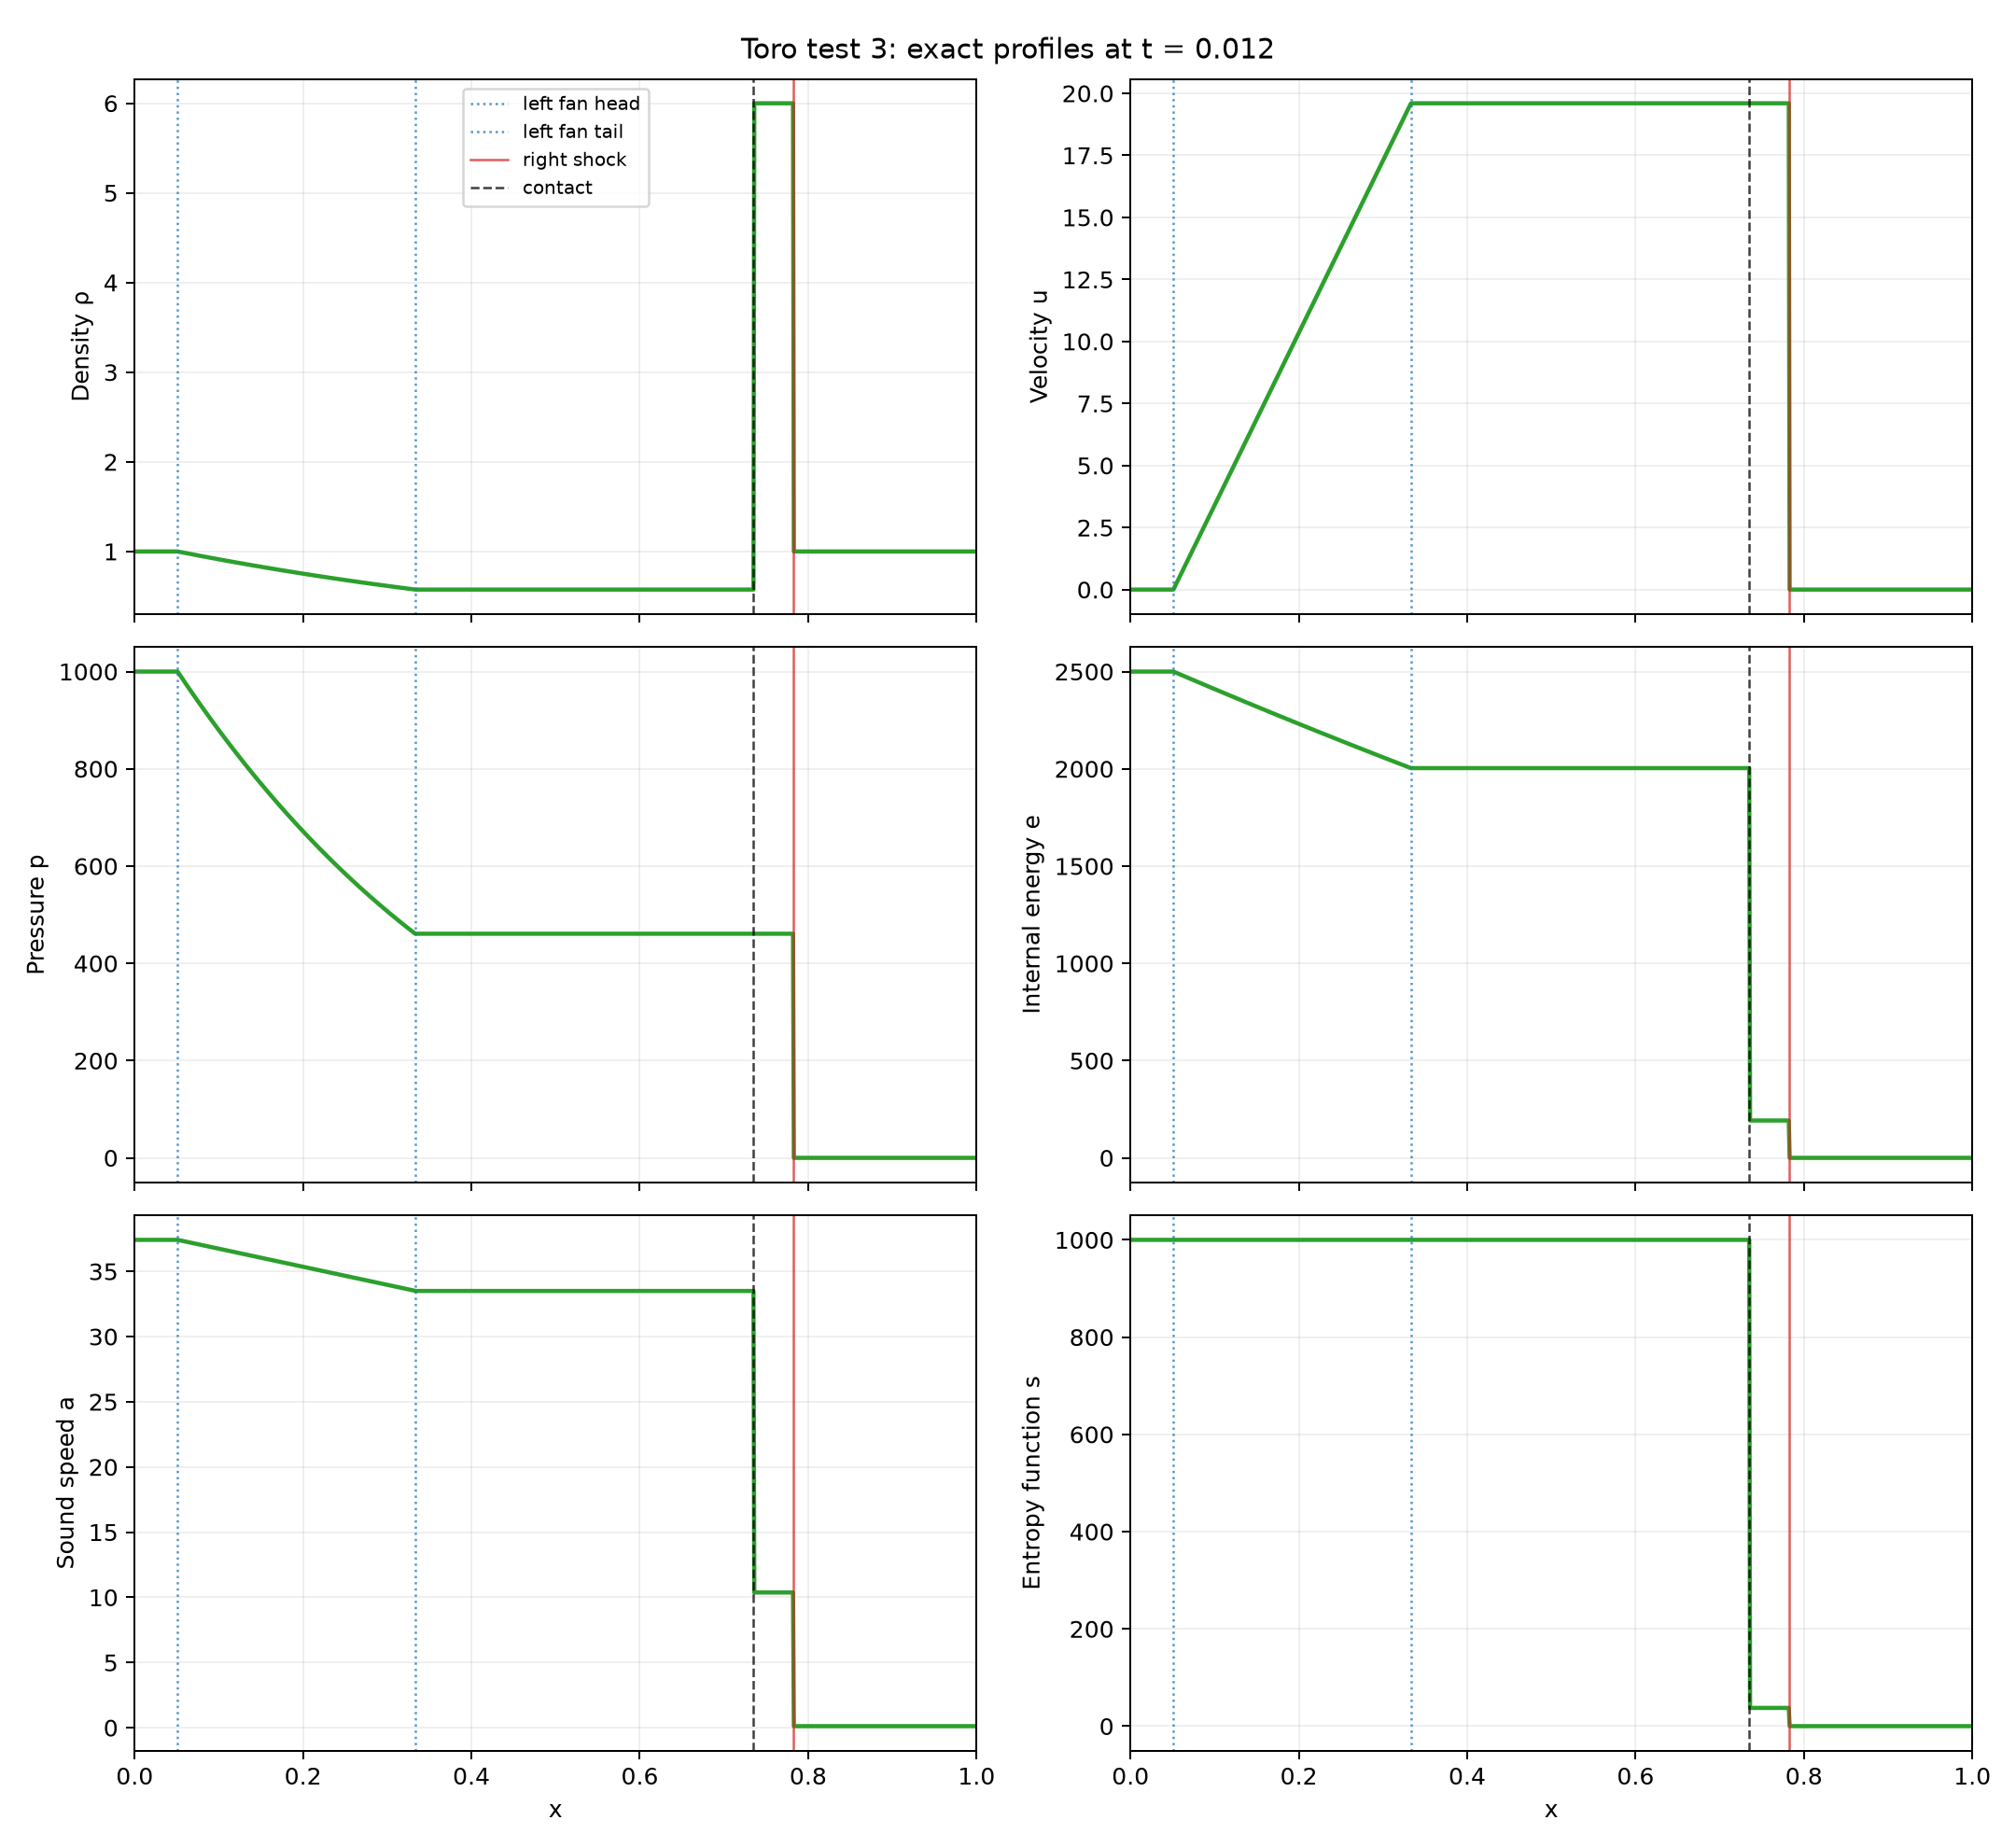 Toro test 3: exact profiles at t = 0.012
left fan head
left fan tail
right shock
contact
6
5
4
3
2
1
Density ρ
20.0
17.5
15.0
12.5
10.0
7.5
5.0
2.5
0.0
Velocity u
1000
800
600
400
200
0
Pressure p
2500
2000
1500
1000
500
0
Internal energy e
35
30
25
20
15
10
5
0
Sound speed a
0.0 0.2 0.4 0.6 0.8 1.0
x
1000
800
600
400
200
0
Entropy function s
0.0 0.2 0.4 0.6 0.8 1.0
x